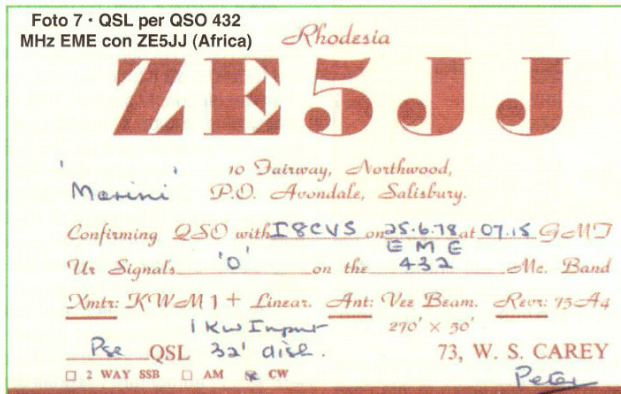 Foto 7 · QSL per QSO 432
MHz EME con ZE5JJ (Africa)
Rhodesia
ZE5JJ
'Marini'
10 Fairway, Northwood,
P.O. Avondale, Salisbury.
Confirming QSO with I8CVS on 25.6.78 at 07.15 GMT
EME
Ur Signals 'O' on the 432 Mc. Band
Xmtr: KWM1 + Linear. Ant: Vee Beam. Revr: 75A4
1 KW Input 270' × 50'
Pse QSL 32' dish. 73, W. S. CAREY
2 WAY SSB AM CW Peter